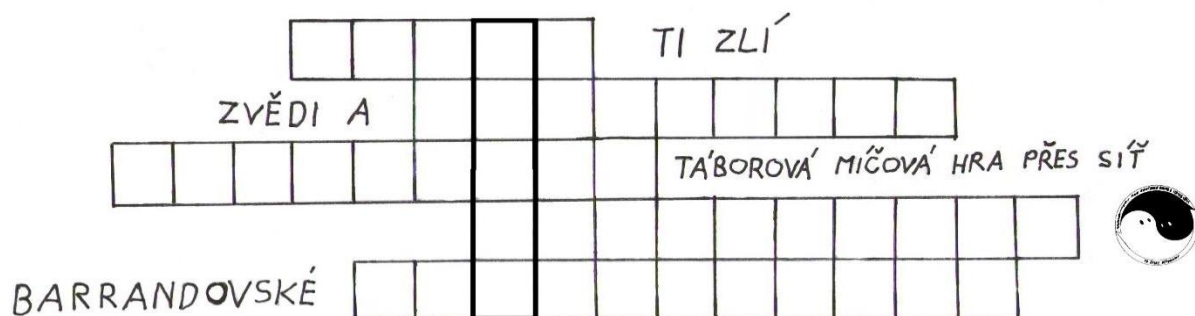 TI ZLÍ
ZVĚDI A
TÁBOROVÁ MÍČOVÁ HRA PŘES SÍŤ
BARRANDOVSKÉ